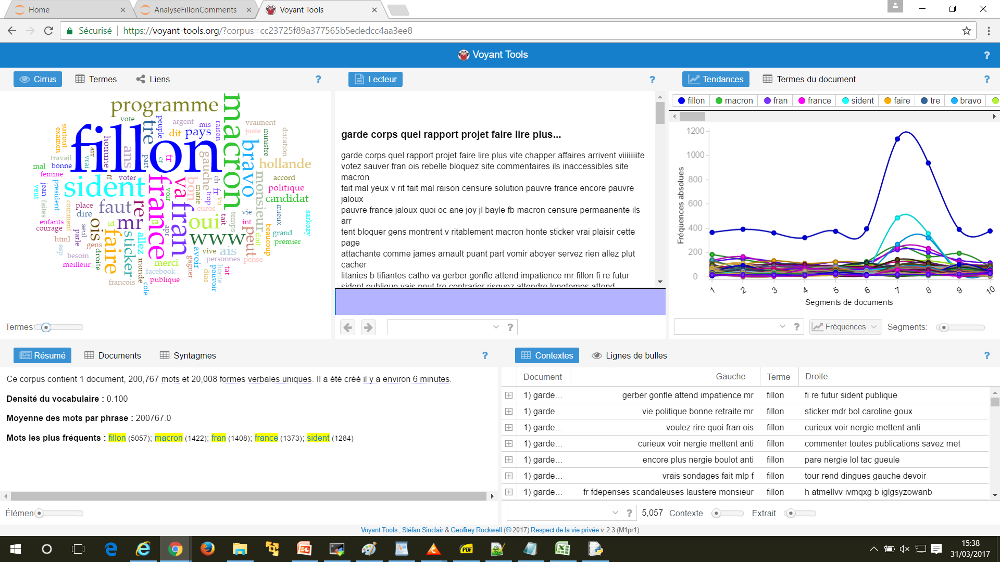 Home
AnalyseFillonComments
Voyant Tools
Sécurisé
https://voyant-tools.org/?corpus=cc23725f89a377565b5ededcc4aa3ee8
Voyant Tools ?
Cirrus Termes Liens ?
programme
macron
vote
peuple
argent
mis
raison
vraiment
juste
ministre
ducation
surtout
examen
tre
dit
pays
fillon
homme
ans
arr
vrai
part
cr
tr
gauche
bravo
hollande
travail
mal
bonne
femme
jean
veut
president
faites
sident
ff
voter
france
voir
va
bon
marie
trop
ch
fr
vu
euros
monsieur
accord
politique
candidat
mieux
sarkozy
comment
place
dire
faut
re
fran
tait
temps
vie
int
enfants
courage
html
esp
seul
parle
ois
gens
id
mr
ca
apr
oui
www
peut
doit
beaucoup
grand
premier
besoin
meilleur
droite
faire
sticker
allez
monde
merci
facebook
publique
francois
cole
vive
avoir
ais
personnes
pense
gagner
dias
pouvoir
honte
tat
Termes:
Lecteur ?
garde corps quel rapport projet faire lire plus...
garde corps quel rapport projet faire lire plus vite chapper affaires arrivent viiiiiiiite
votez sauver fran ois rebelle bloquez site commentaires ils inaccessibles site
macron
fait mal yeux v rit fait mal raison censure solution pauvre france encore pauvre
jaloux
pauvre france jaloux quoi oc ane joy jl bayle fb macron censure permaanente ils
arr
tent bloquer gens montrent v ritablement macron honte sticker vrai plaisir cette
page
attachante comme james arnault puant part vomir aboyer servez rien allez plut
cacher
litanies b tifiantes catho va gerber gonfle attend impatience mr fillon fi re futur
sident publique vais peut tre contrarier risquez attendre longtemps attend
?
Tendances Termes du document ?
fillon macron fran france sident faire tre bravo
Fréquences absolues
1200
1000
800
600
400
200
0
1 2 3 4 5 6 7 8 9 10
Segments de documents
? Fréquences Segments:
Résumé Documents Syntagmes ?
Ce corpus contient 1 document, 200,767 mots et 20,008 formes verbales uniques. Il a été créé il y a environ 6 minutes.
Densité du vocabulaire : 0.100
Moyenne des mots par phrase : 200767.0
Mots les plus fréquents : fillon (5057); macron (1422); fran (1408); france (1373); sident (1284)
Élémen
Contextes Lignes de bulles ?
Document Gauche Terme Droite
1) garde... gerber gonfle attend impatience mr fillon fi re futur sident publique
1) garde... vie politique bonne retraite mr fillon sticker mdr bol caroline goux
1) garde... voulez rire quoi fran ois fillon curieux voir nergie mettent anti
1) garde... curieux voir nergie mettent anti fillon commenter toutes publications savez met
1) garde... encore plus nergie boulot anti fillon pare nergie lol tac gueule
1) garde... vrais sondages fait mlp f fillon tour rend dingues gauche devoir
1) garde... fr fdepenses scandaleuses laustere monsieur fillon h atmellvv ivmqxg b iglgsyzowanb
? 5,057 Contexte Extrait
Voyant Tools , Stéfan Sinclair & Geoffrey Rockwell (cc 2017) Respect de la vie privée v. 2.3 (M1pr1)
PDF
15:38
31/03/2017